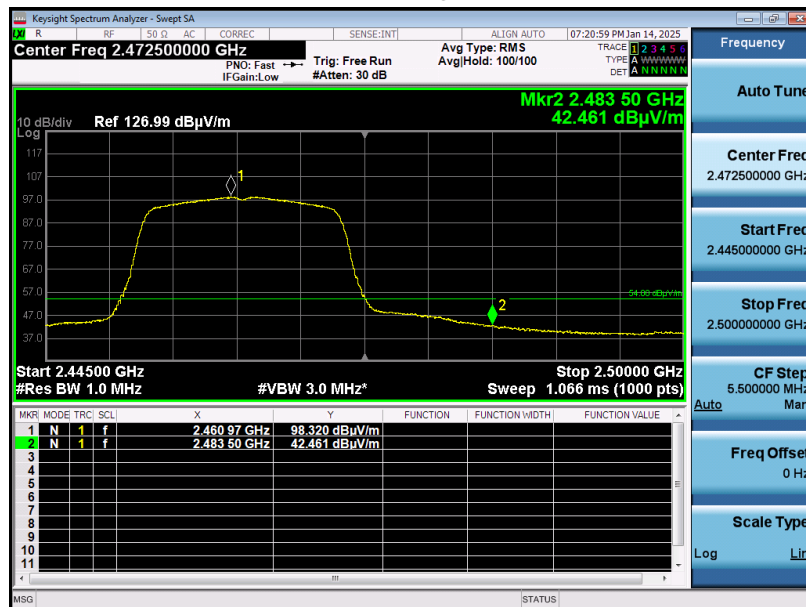 Keysight Spectrum Analyzer - Swept SA
LXI R RF 50 Ω AC CORREC SENSE:INT ALIGN AUTO 07:20:59 PM Jan 14, 2025
Center Freq 2.472500000 GHz
PNO: Fast
IFGain:Low
Trig: Free Run
#Atten: 30 dB
Avg Type: RMS
Avg|Hold: 100/100
TRACE 1 2 3 4 5 6
TYPE A WWWWW
DET A N N N N N
Mkr2 2.483 50 GHz
42.461 dBµV/m
10 dB/div Ref 126.99 dBµV/m
Log
117
107
97.0
87.0
77.0
67.0
57.0
47.0
37.0
1
2
54.00 dBµV/m
Start 2.44500 GHz Stop 2.50000 GHz
#Res BW 1.0 MHz #VBW 3.0 MHz* Sweep 1.066 ms (1000 pts)
MKR MODE TRC SCL X Y FUNCTION FUNCTION WIDTH FUNCTION VALUE
1 N 1 f 2.460 97 GHz 98.320 dBµV/m
2 N 1 f 2.483 50 GHz 42.461 dBµV/m
3
4
5
6
7
8
9
10
11
MSG STATUS
Frequency
Auto Tune
Center Freq
2.472500000 GHz
Start Freq
2.445000000 GHz
Stop Freq
2.500000000 GHz
CF Step
5.500000 MHz
Auto Man
Freq Offset
0 Hz
Scale Type
Log Lin